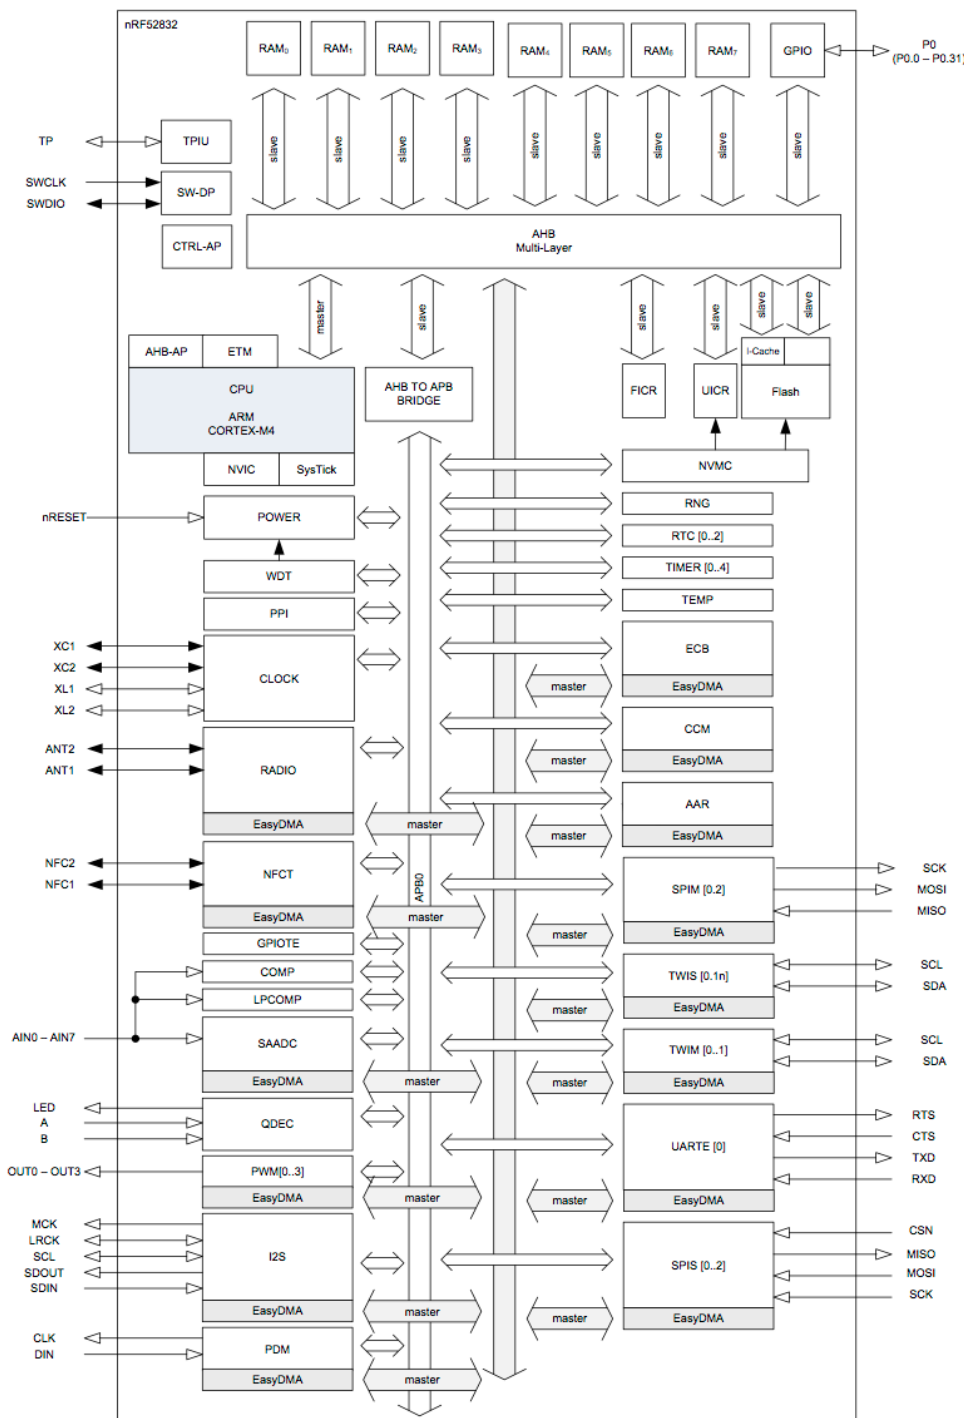 nRF52832
RAM0
RAM1
RAM2
RAM3
RAM4
RAM5
RAM6
RAM7
GPIO
P0
(P0.0 – P0.31)
slave
slave
slave
slave
slave
slave
slave
slave
slave
TP
TPIU
SWCLK
SWDIO
SW-DP
CTRL-AP
AHB
Multi-Layer
master
slave
slave
slave
slave
slave
AHB-AP
ETM
I-Cache
CPU
ARM
CORTEX-M4
AHB TO APB
BRIDGE
FICR
UICR
Flash
NVIC
SysTick
NVMC
nRESET
POWER
RNG
RTC [0..2]
WDT
TIMER [0..4]
PPI
TEMP
XC1
XC2
XL1
XL2
CLOCK
ECB
master
EasyDMA
ANT2
ANT1
RADIO
CCM
master
EasyDMA
EasyDMA
master
AAR
master
EasyDMA
NFC2
NFC1
NFCT
APB0
SPIM [0.2]
SCK
MOSI
MISO
EasyDMA
master
master
EasyDMA
GPIOTE
COMP
LPCOMP
TWIS [0.1n]
SCL
SDA
master
EasyDMA
AIN0 – AIN7
SAADC
EasyDMA
master
TWIM [0..1]
SCL
SDA
master
EasyDMA
LED
A
B
QDEC
UARTE [0]
RTS
CTS
TXD
RXD
OUT0 – OUT3
PWM[0..3]
EasyDMA
master
master
EasyDMA
MCK
LRCK
SCL
SDOUT
SDIN
I2S
EasyDMA
master
SPIS [0..2]
CSN
MISO
MOSI
SCK
master
EasyDMA
CLK
DIN
PDM
EasyDMA
master